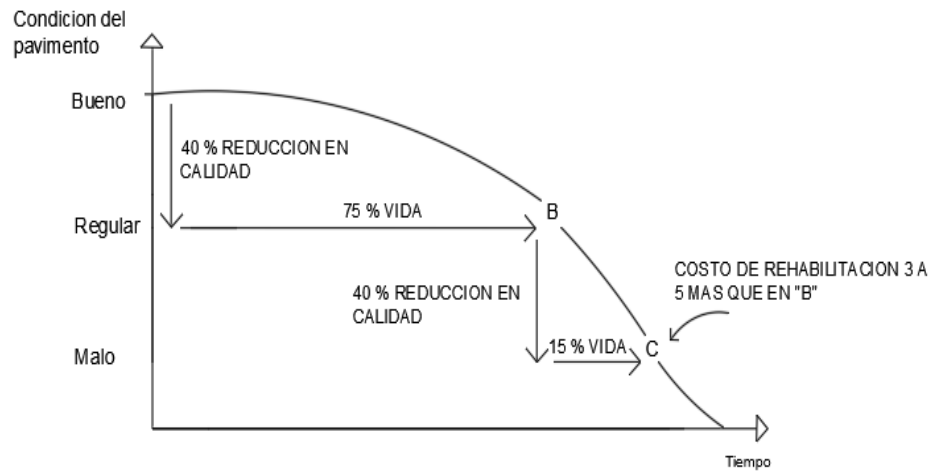 Condicion del
pavimento
Bueno
40 % REDUCCION EN
CALIDAD
75 % VIDA
B
Regular
COSTO DE REHABILITACION 3 A
5 MAS QUE EN "B"
40 % REDUCCION EN
CALIDAD
15 % VIDA
C
Malo
Tiempo